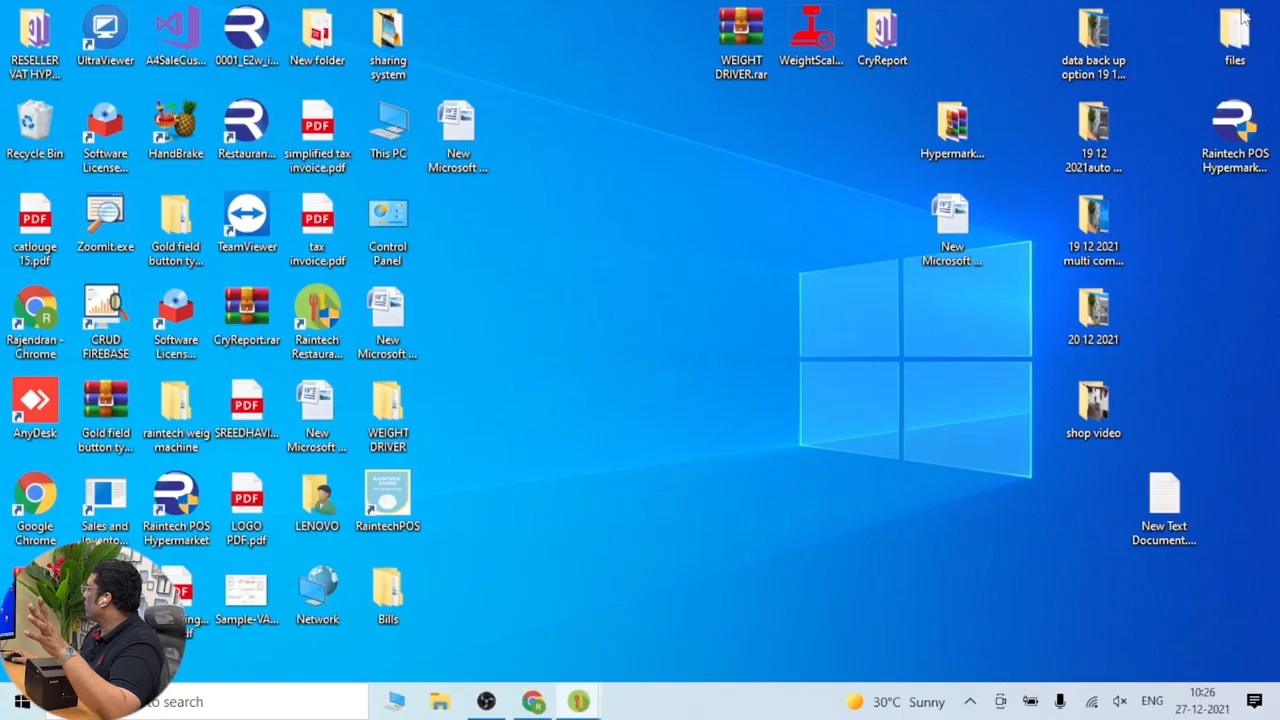 RESELLER
VAT HYP...
UltraViewer
A4SaleCus...
0001_E2w_i...
New folder
sharing
system
WEIGHT
DRIVER.rar
WeightScal...
CryReport
data back up
option 19 1...
files
Recycle Bin
Software
License...
HandBrake
Restauran...
PDF
simplified tax
invoice.pdf
This PC
New
Microsoft ...
Hypermark...
19 12
2021auto ...
Raintech POS
Hypermark...
PDF
catlouge
15.pdf
ZoomIt.exe
Gold field
button ty...
TeamViewer
PDF
tax
invoice.pdf
Control
Panel
New
Microsoft ...
19 12 2021
multi com...
R
Rajendran -
Chrome
CRUD
FIREBASE
Software
Licens...
CryReport.rar
Raintech
Restaura...
New
Microsoft ...
20 12 2021
AnyDesk
Gold field
button ty...
raintech weig
machine
PDF
SREEDHAVI...
New
Microsoft ...
WEIGHT
DRIVER
shop video
Google
Chrome
Sales and
Invento...
Raintech POS
Hypermarket
PDF
LOGO
PDF.pdf
LENOVO
RaintechPOS
New Text
Document....
ing...
df
Sample-VA...
Network
Bills
to search
30°C Sunny
ENG
10:26
27-12-2021